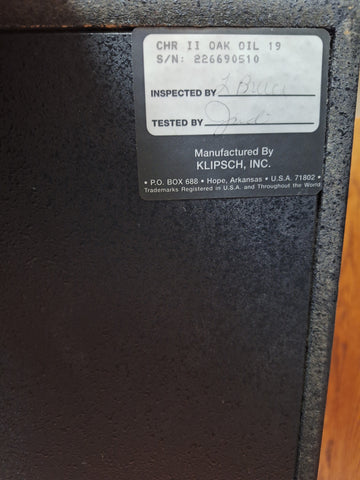 CHR II OAK OIL 19
S/N: 226690510
INSPECTED BY
TESTED BY
Manufactured By
KLIPSCH, INC.
• P.O. BOX 688 • Hope, Arkansas • U.S.A. 71802 •
Trademarks Registered in U.S.A. and Throughout the World